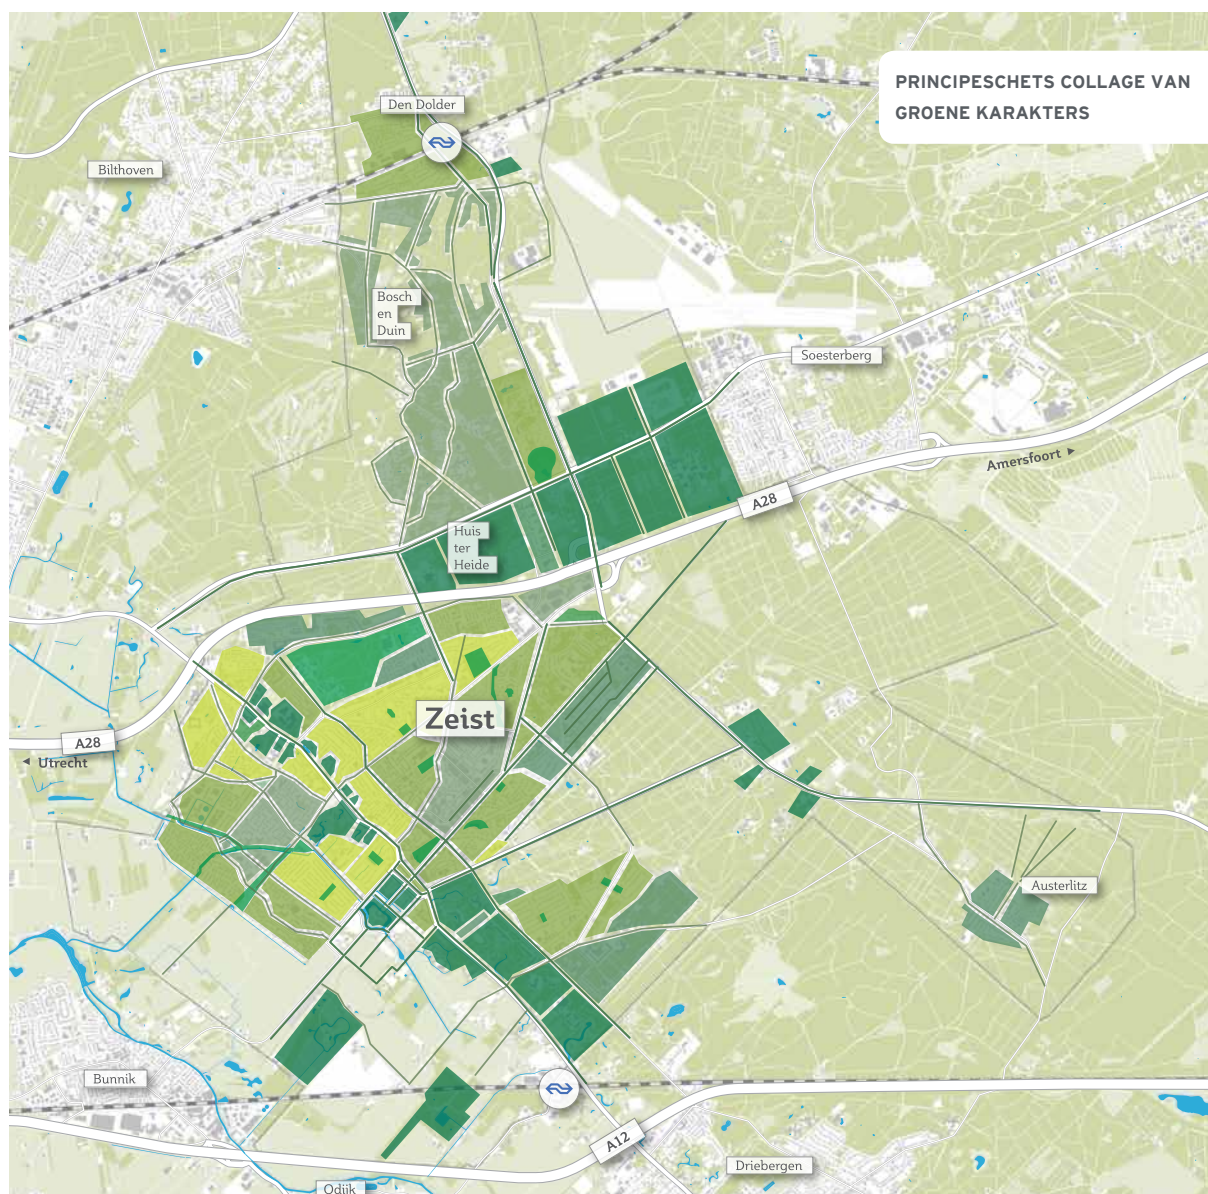 PRINCIPESCHETS COLLAGE VAN
GROENE KARAKTERS
Den Dolder
Bilthoven
Bosch
en
Duin
Soesterberg
Amersfoort ►
A28
Huis
ter
Heide
Zeist
A28
◄ Utrecht
Austerlitz
Bunnik
A12
Driebergen
Odijk